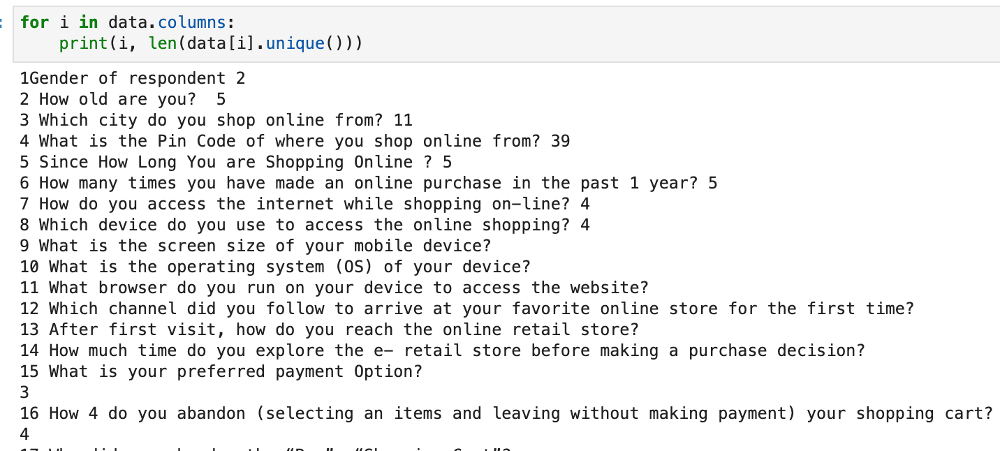 for i in data.columns:
    print(i, len(data[i].unique()))
1Gender of respondent 2
2 How old are you?  5
3 Which city do you shop online from? 11
4 What is the Pin Code of where you shop online from? 39
5 Since How Long You are Shopping Online ? 5
6 How many times you have made an online purchase in the past 1 year? 5
7 How do you access the internet while shopping on-line? 4
8 Which device do you use to access the online shopping? 4
9 What is the screen size of your mobile device?
10 What is the operating system (OS) of your device?
11 What browser do you run on your device to access the website?
12 Which channel did you follow to arrive at your favorite online store for the first time?
13 After first visit, how do you reach the online retail store?
14 How much time do you explore the e- retail store before making a purchase decision?
15 What is your preferred payment Option?
3
16 How 4 do you abandon (selecting an items and leaving without making payment) your shopping cart?
4